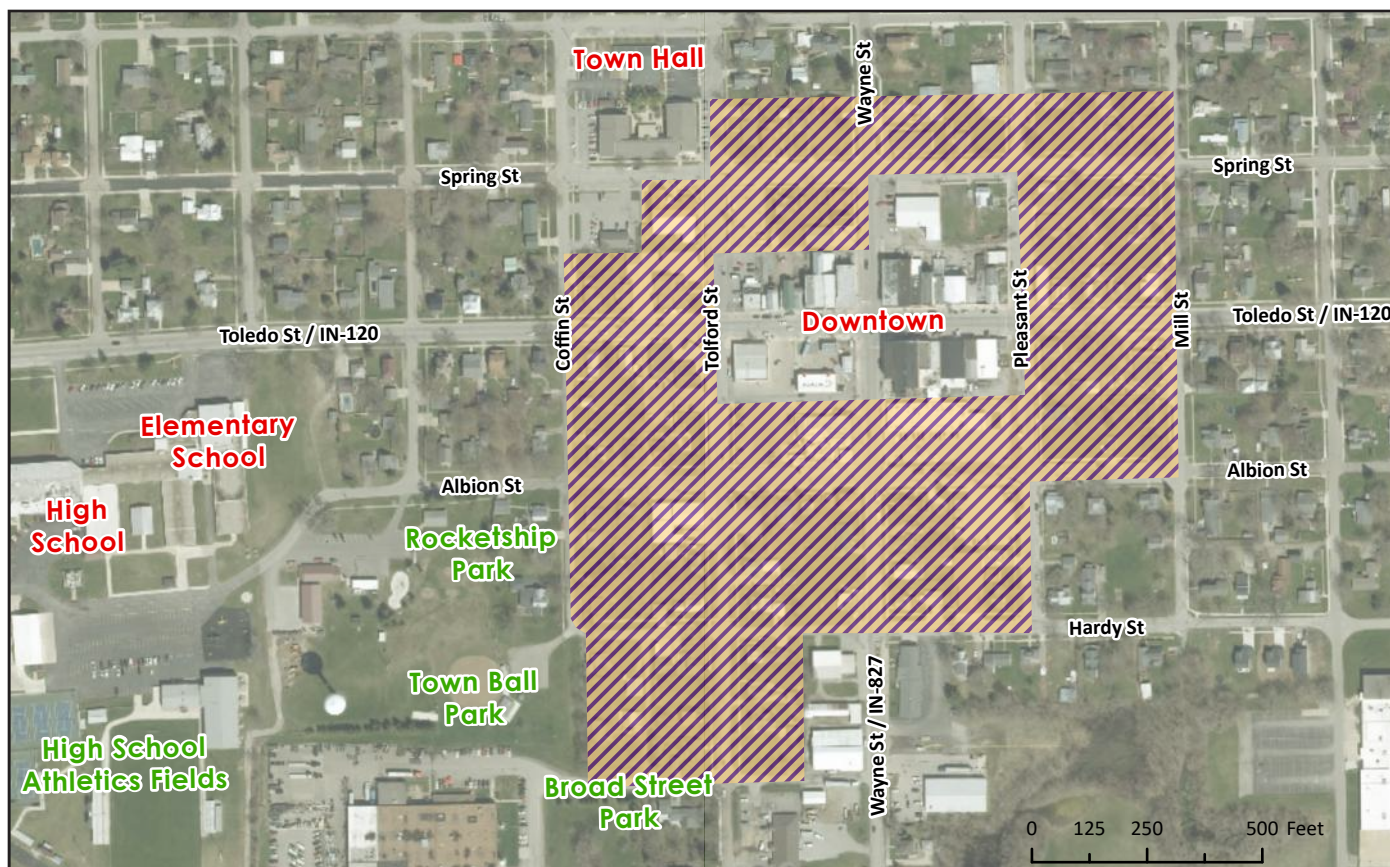 Town Hall
Wayne St
Spring St
Spring St
Coffin St
Tolford St
Downtown
Pleasant St
Mill St
Toledo St / IN-120
Toledo St / IN-120
Elementary
School
High
School
Albion St
Albion St
Rocketship
Park
Hardy St
Town Ball
Park
Wayne St / IN-827
High School
Athletics Fields
Broad Street
Park
0 125 250 500 Feet